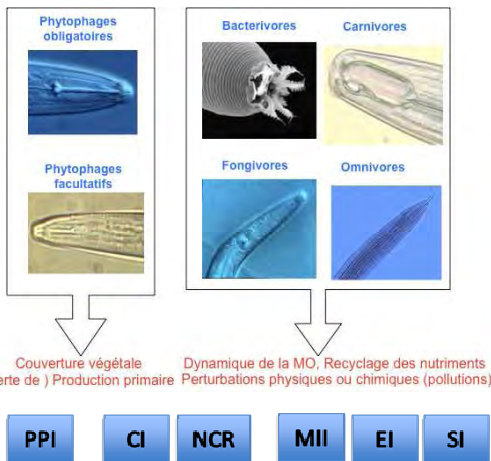 Phytophages
obligatoires
Phytophages
facultatifs
Bacterivores
Carnivores
Fongivores
Omnivores
Couverture végétale
erte de ) Production primaire
Dynamique de la MO, Recyclage des nutriments
Perturbations physiques ou chimiques (pollutions)
PPI
CI
NCR
MII
EI
SI